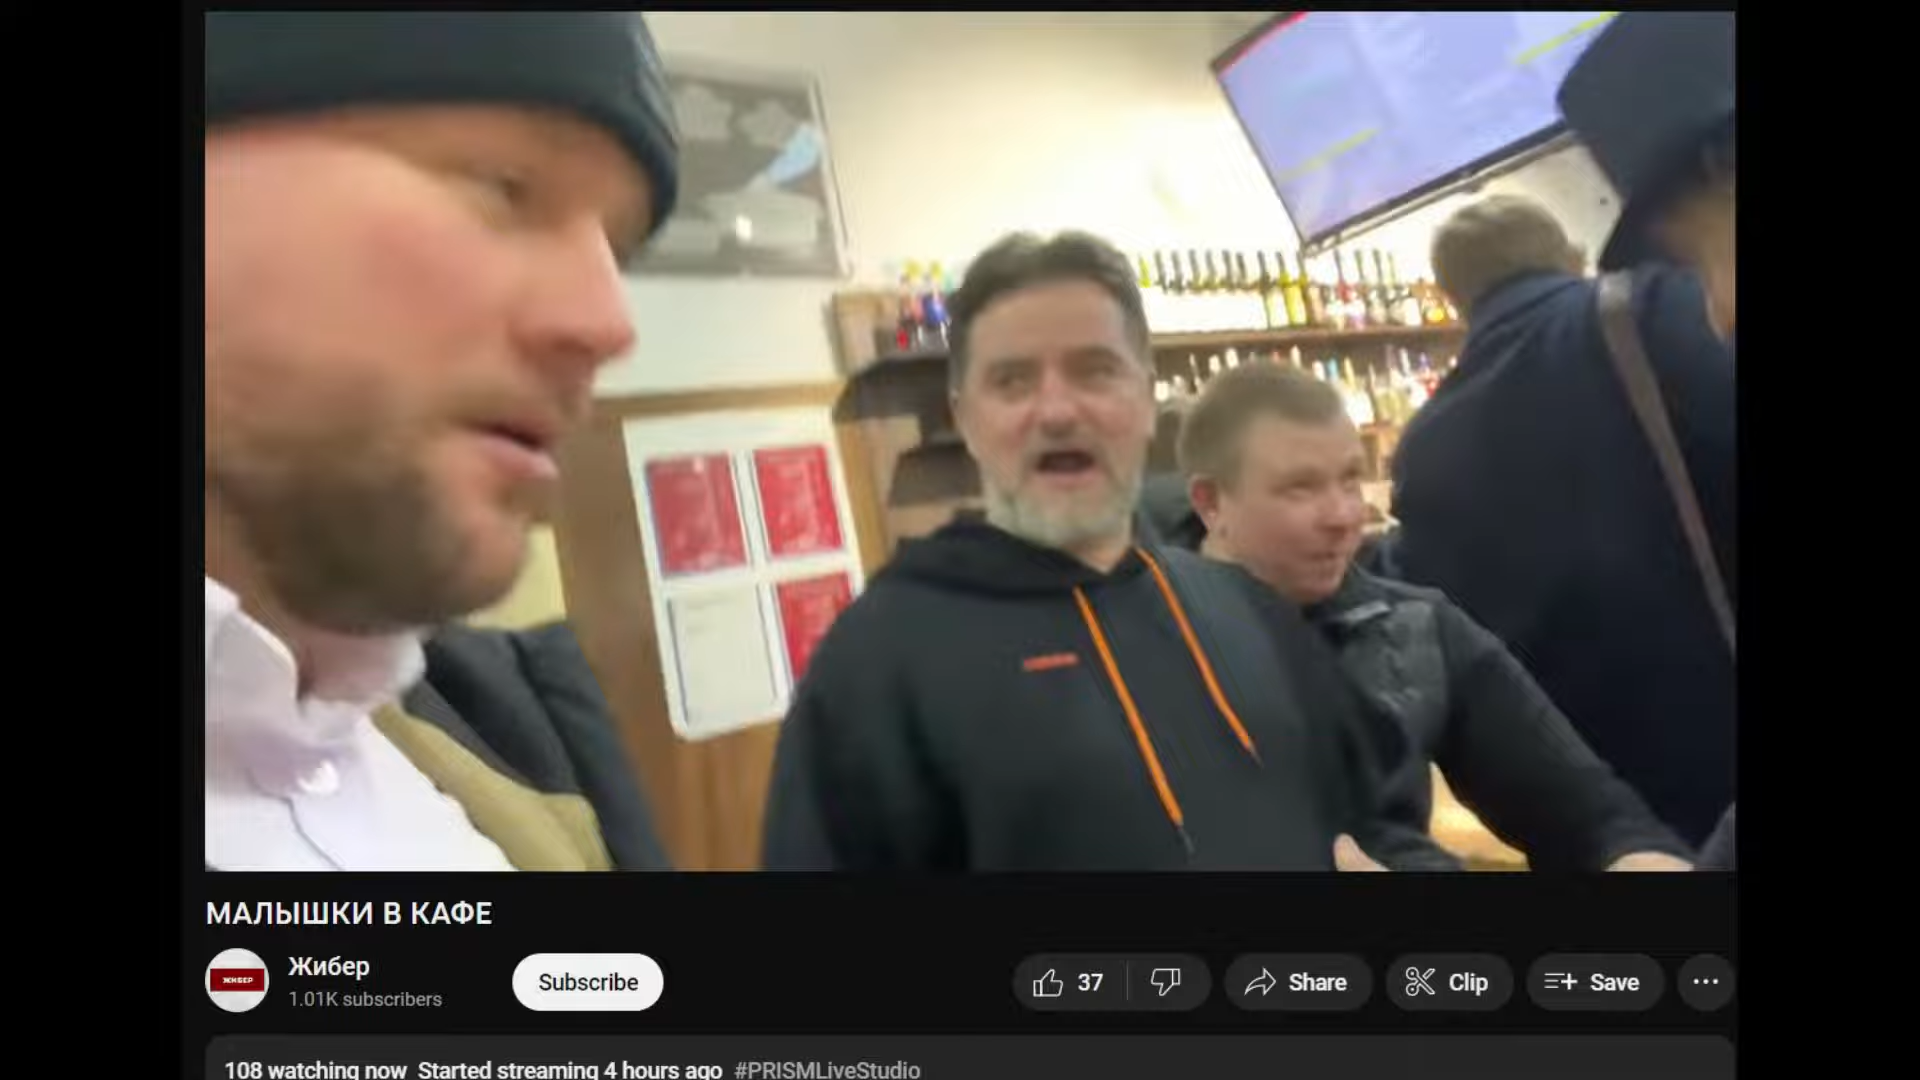 МАЛЫШКИ В КАФЕ
ЖИБЕР
Жибер
1.01K subscribers
Subscribe
37
Share
Clip
Save
108 watching now Started streaming 4 hours ago #PRISMLiveStudio